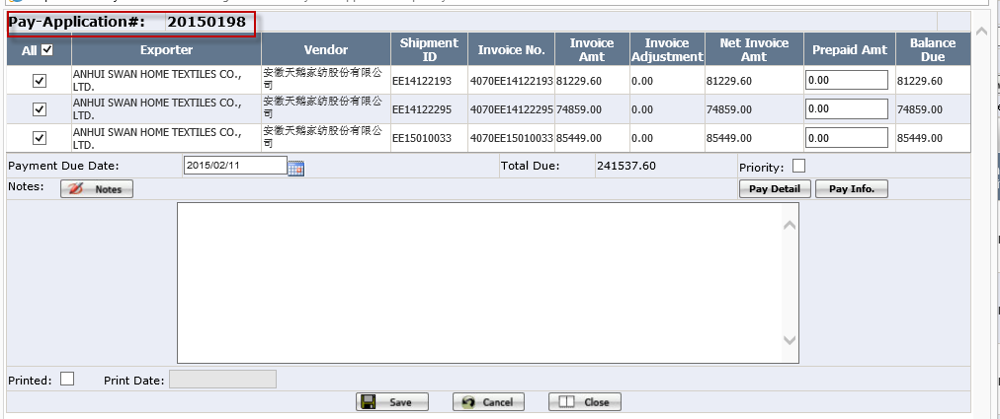 Pay-Application#: 20150198
All Exporter Vendor Shipment ID Invoice No. Invoice Amt Invoice Adjustment Net Invoice Amt Prepaid Amt Balance Due
ANHUI SWAN HOME TEXTILES CO., LTD. 安徽天鹅家纺股份有限公司 EE14122193 4070EE14122193 81229.60 0.00 81229.60 0.00 81229.60
ANHUI SWAN HOME TEXTILES CO., LTD. 安徽天鹅家纺股份有限公司 EE14122295 4070EE14122295 74859.00 0.00 74859.00 0.00 74859.00
ANHUI SWAN HOME TEXTILES CO., LTD. 安徽天鹅家纺股份有限公司 EE15010033 4070EE15010033 85449.00 0.00 85449.00 0.00 85449.00
Payment Due Date: 2015/02/11 Total Due: 241537.60 Priority:
Notes: Notes Pay Detail Pay Info.
Printed: Print Date:
Save Cancel Close